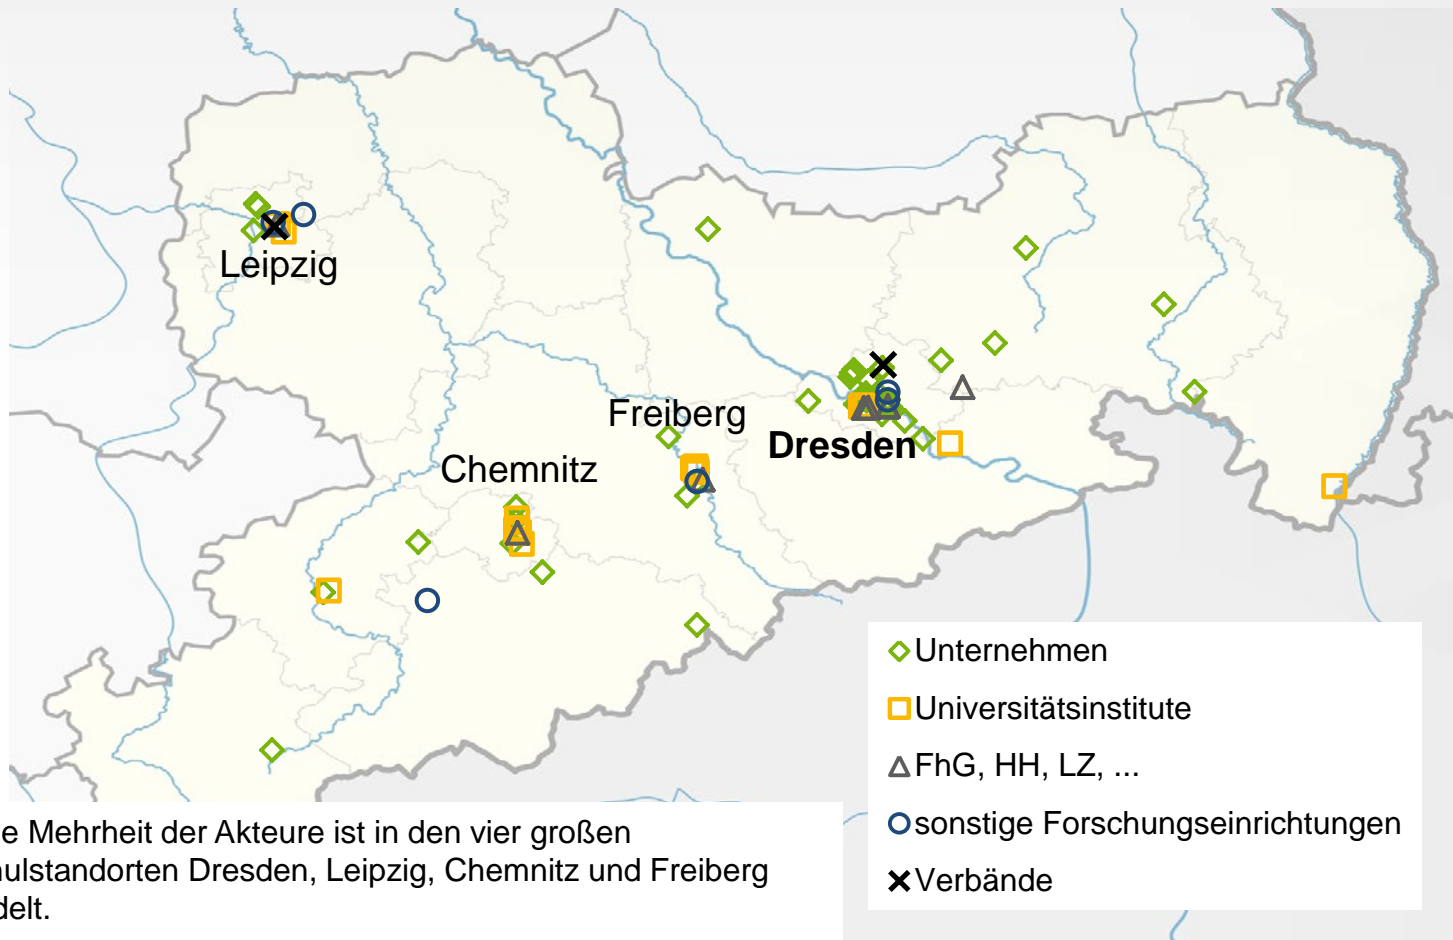 Leipzig
Freiberg
Dresden
Chemnitz
Unternehmen
Universitätsinstitute
FhG, HH, LZ, ...
sonstige Forschungseinrichtungen
Verbände
e Mehrheit der Akteure ist in den vier großen
ulstandorten Dresden, Leipzig, Chemnitz und Freiberg
delt.